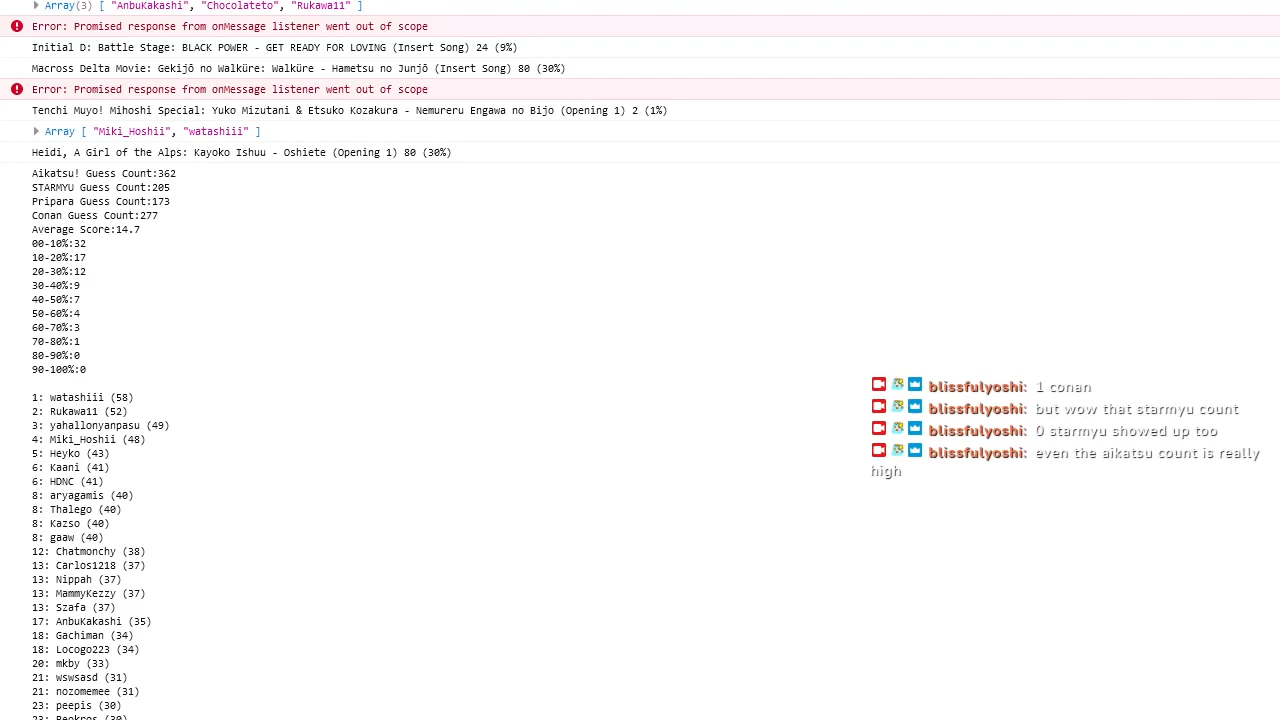 Array(3) [ "AnbuKakashi", "Chocolateto", "Rukawa11" ]
Error: Promised response from onMessage listener went out of scope
Initial D: Battle Stage: BLACK POWER - GET READY FOR LOVING (Insert Song) 24 (9%)
Macross Delta Movie: Gekijō no Walküre: Walküre - Hametsu no Junjō (Insert Song) 80 (30%)
Error: Promised response from onMessage listener went out of scope
Tenchi Muyo! Mihoshi Special: Yuko Mizutani & Etsuko Kozakura - Nemureru Engawa no Bijo (Opening 1) 2 (1%)
Array [ "Miki_Hoshii", "watashiii" ]
Heidi, A Girl of the Alps: Kayoko Ishuu - Oshiete (Opening 1) 80 (30%)
Aikatsu! Guess Count:362
STARMYU Guess Count:205
Pripara Guess Count:173
Conan Guess Count:277
Average Score:14.7
00-10%:32
10-20%:17
20-30%:12
30-40%:9
40-50%:7
50-60%:4
60-70%:3
70-80%:1
80-90%:0
90-100%:0
1: watashiii (58)
2: Rukawa11 (52)
3: yahallonyanpasu (49)
4: Miki_Hoshii (48)
5: Heyko (43)
6: Kaani (41)
6: HDNC (41)
8: aryagamis (40)
8: Thalego (40)
8: Kazso (40)
8: gaaw (40)
12: Chatmonchy (38)
13: Carlos1218 (37)
13: Nippah (37)
13: MammyKezzy (37)
13: Szafa (37)
17: AnbuKakashi (35)
18: Gachiman (34)
18: Locogo223 (34)
20: mkby (33)
21: wswsasd (31)
21: nozomemee (31)
23: peepis (30)
23: Reokros (30)
blissfulyoshi: 1 conan
blissfulyoshi: but wow that starmyu count
blissfulyoshi: 0 starmyu showed up too
blissfulyoshi: even the aikatsu count is really
high